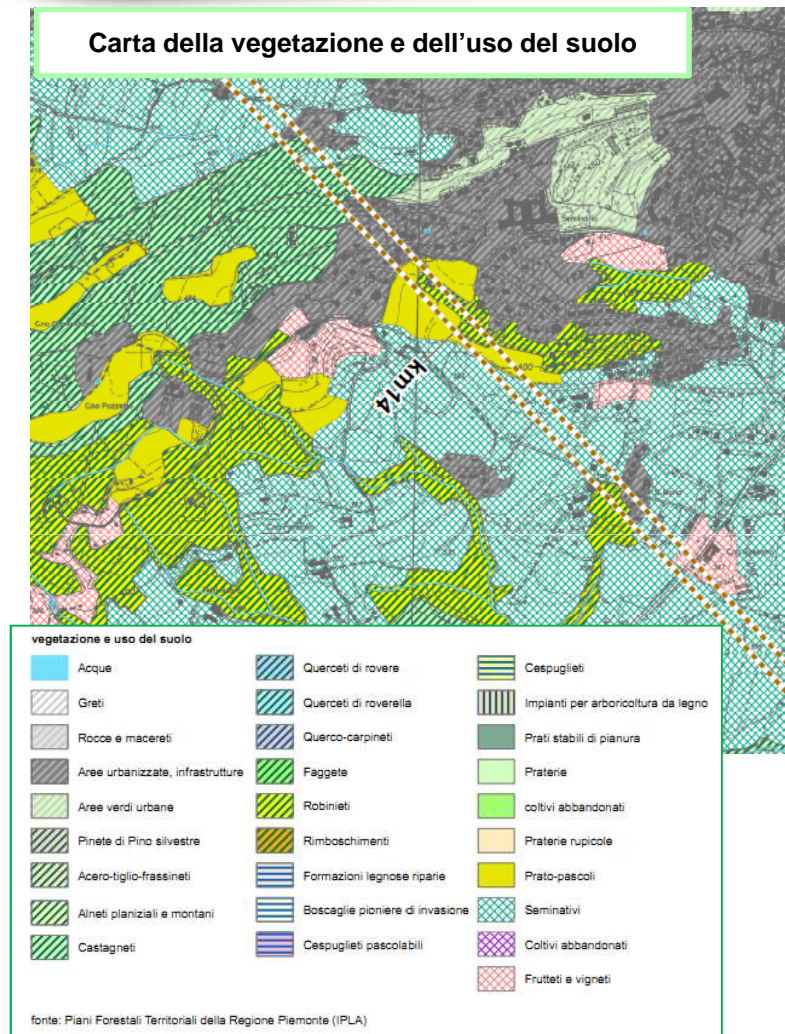 Carta della vegetazione e dell'uso del suolo
Seminario
km14
400
vegetazione e uso del suolo
Acque
Greti
Rocce e macereti
Aree urbanizzate, infrastrutture
Aree verdi urbane
Pinete di Pino silvestre
Acero-tiglio-frassineti
Alneti planiziali e montani
Castagneti
Querceti di rovere
Querceti di roverella
Querco-carpineti
Faggete
Robinieti
Rimboschimenti
Formazioni legnose riparie
Boscaglie pioniere di invasione
Cespuglieti pascolabili
Cespuglieti
Impianti per arboricoltura da legno
Prati stabili di pianura
Praterie
coltivi abbandonati
Praterie rupicole
Prato-pascoli
Seminativi
Coltivi abbandonati
Frutteti e vigneti
fonte: Piani Forestali Territoriali della Regione Piemonte (IPLA)